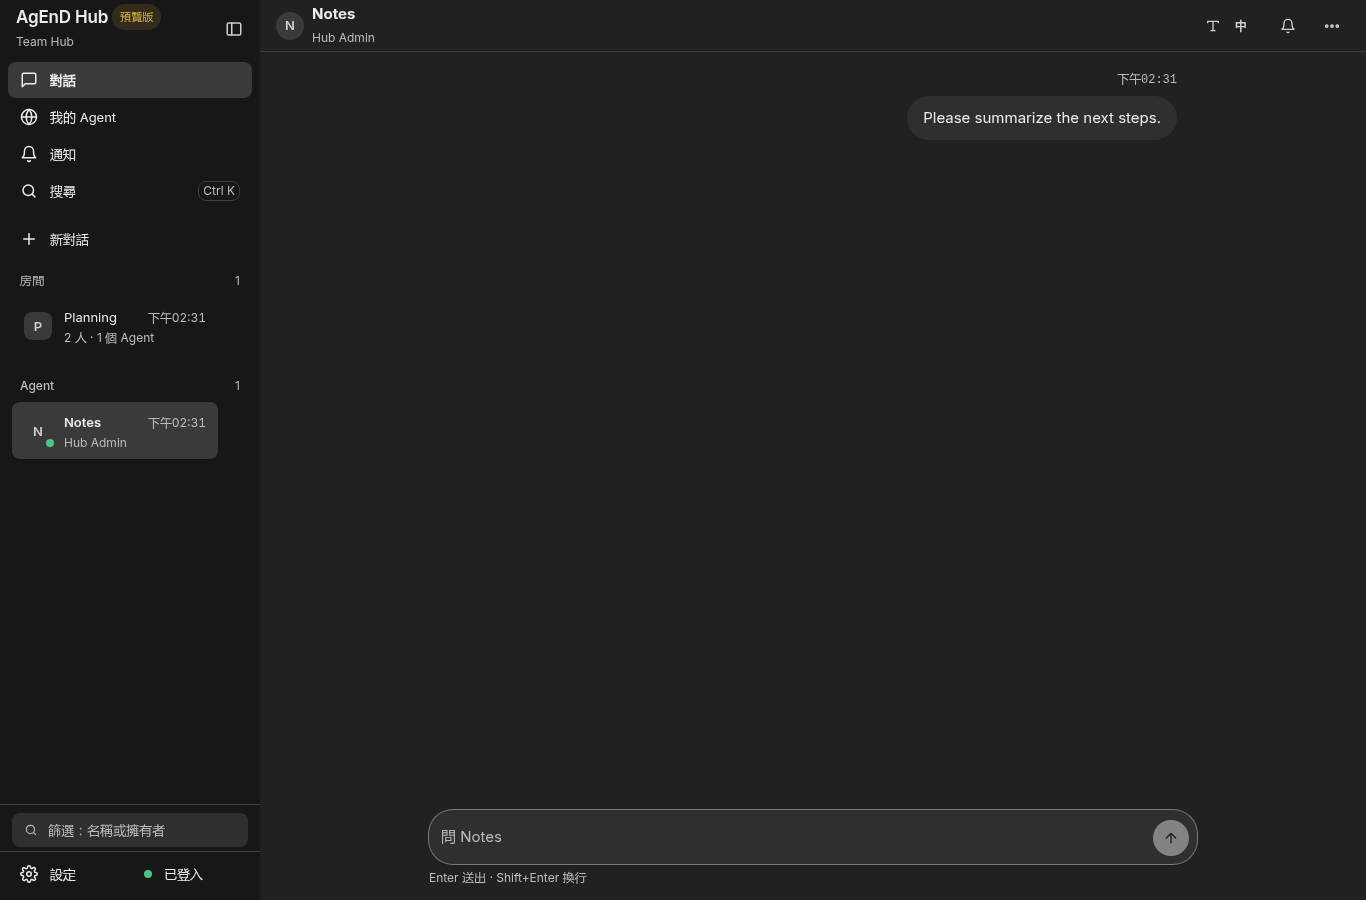 AgEnD Hub 預覽版
Team Hub
對話
我的 Agent
通知
搜尋 Ctrl K
新對話
房間 1
P Planning 下午02:31
2 人 · 1 個 Agent
Agent 1
N Notes 下午02:31
Hub Admin
篩選：名稱或擁有者
設定 已登入
N Notes
Hub Admin
T 中
下午02:31
Please summarize the next steps.
問 Notes
Enter 送出 · Shift+Enter 換行